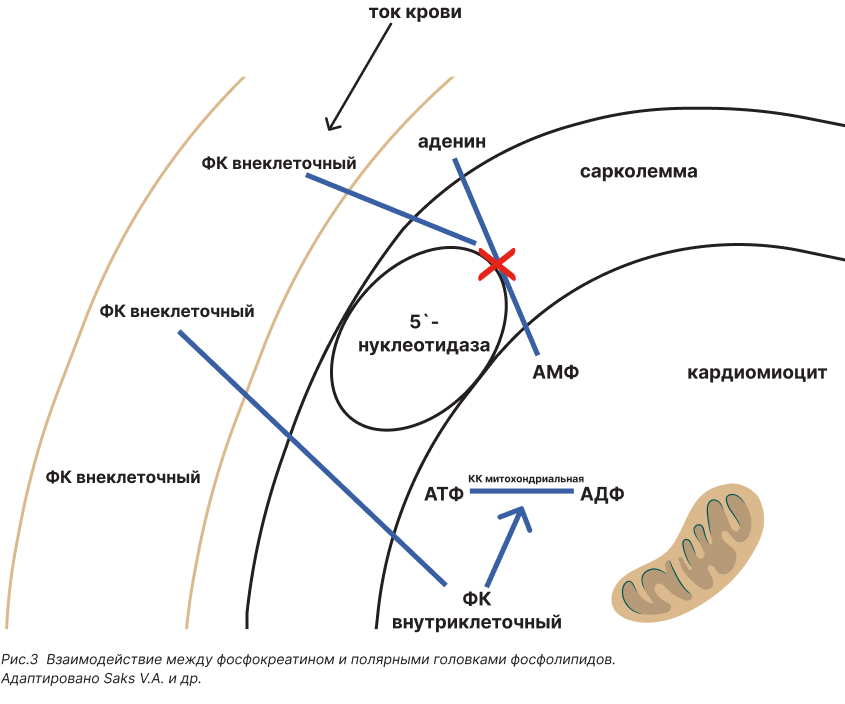 ток крови
аденин
ФК внеклеточный
сарколемма
ФК внеклеточный
5`-
нуклеотидаза
АМФ
кардиомиоцит
ФК внеклеточный
КК митохондриальная
АТФ
АДФ
ФК
внутриклеточный
Рис.3 Взаимодействие между фосфокреатином и полярными головками фосфолипидов.
Адаптировано Saks V.A. и др.